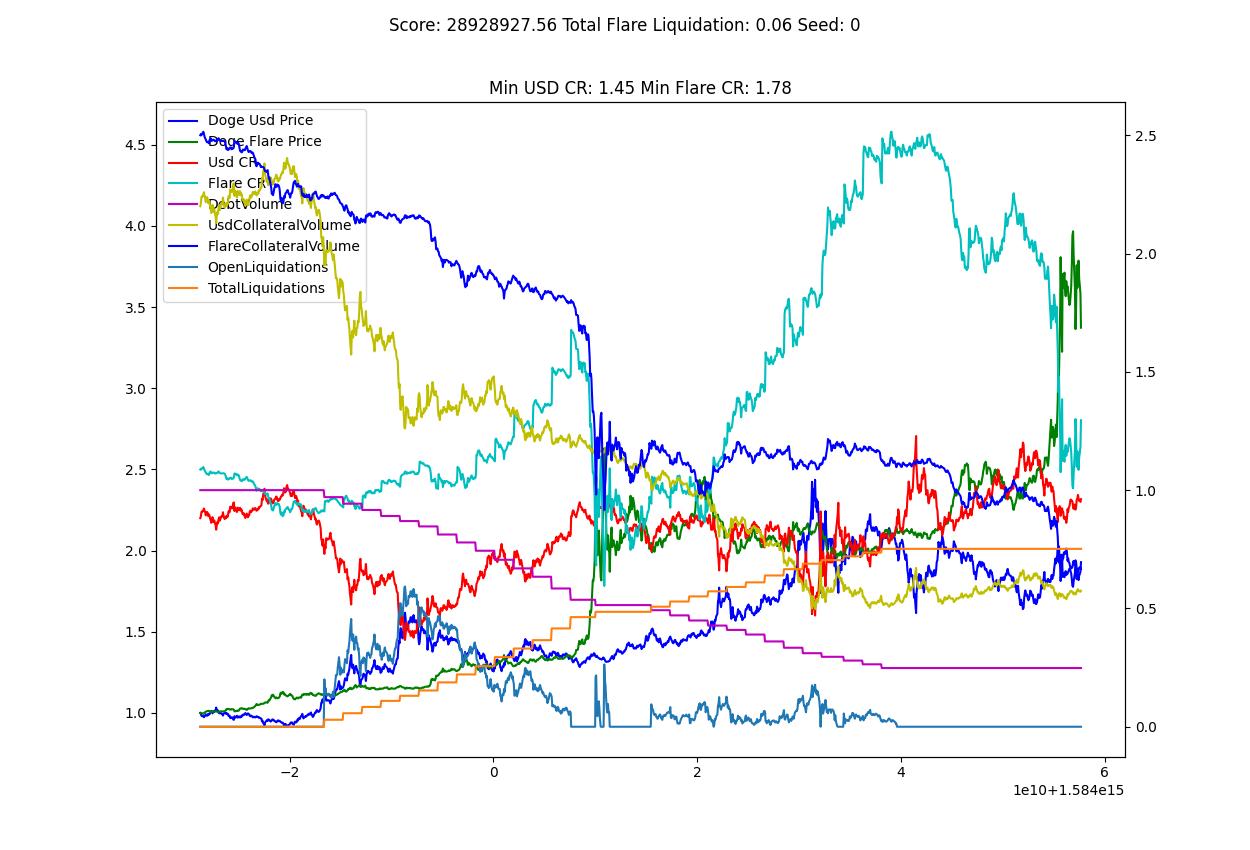 Score: 28928927.56 Total Flare Liquidation: 0.06 Seed: 0
Min USD CR: 1.45 Min Flare CR: 1.78
Doge Usd Price
Doge Flare Price
Usd CR
Flare CR
DebtVolume
UsdCollateralVolume
FlareCollateralVolume
OpenLiquidations
TotalLiquidations
4.5
4.0
3.5
3.0
2.5
2.0
1.5
1.0
2.5
2.0
1.5
1.0
0.5
0.0
−2
0
2
4
6
1e10+1.584e15